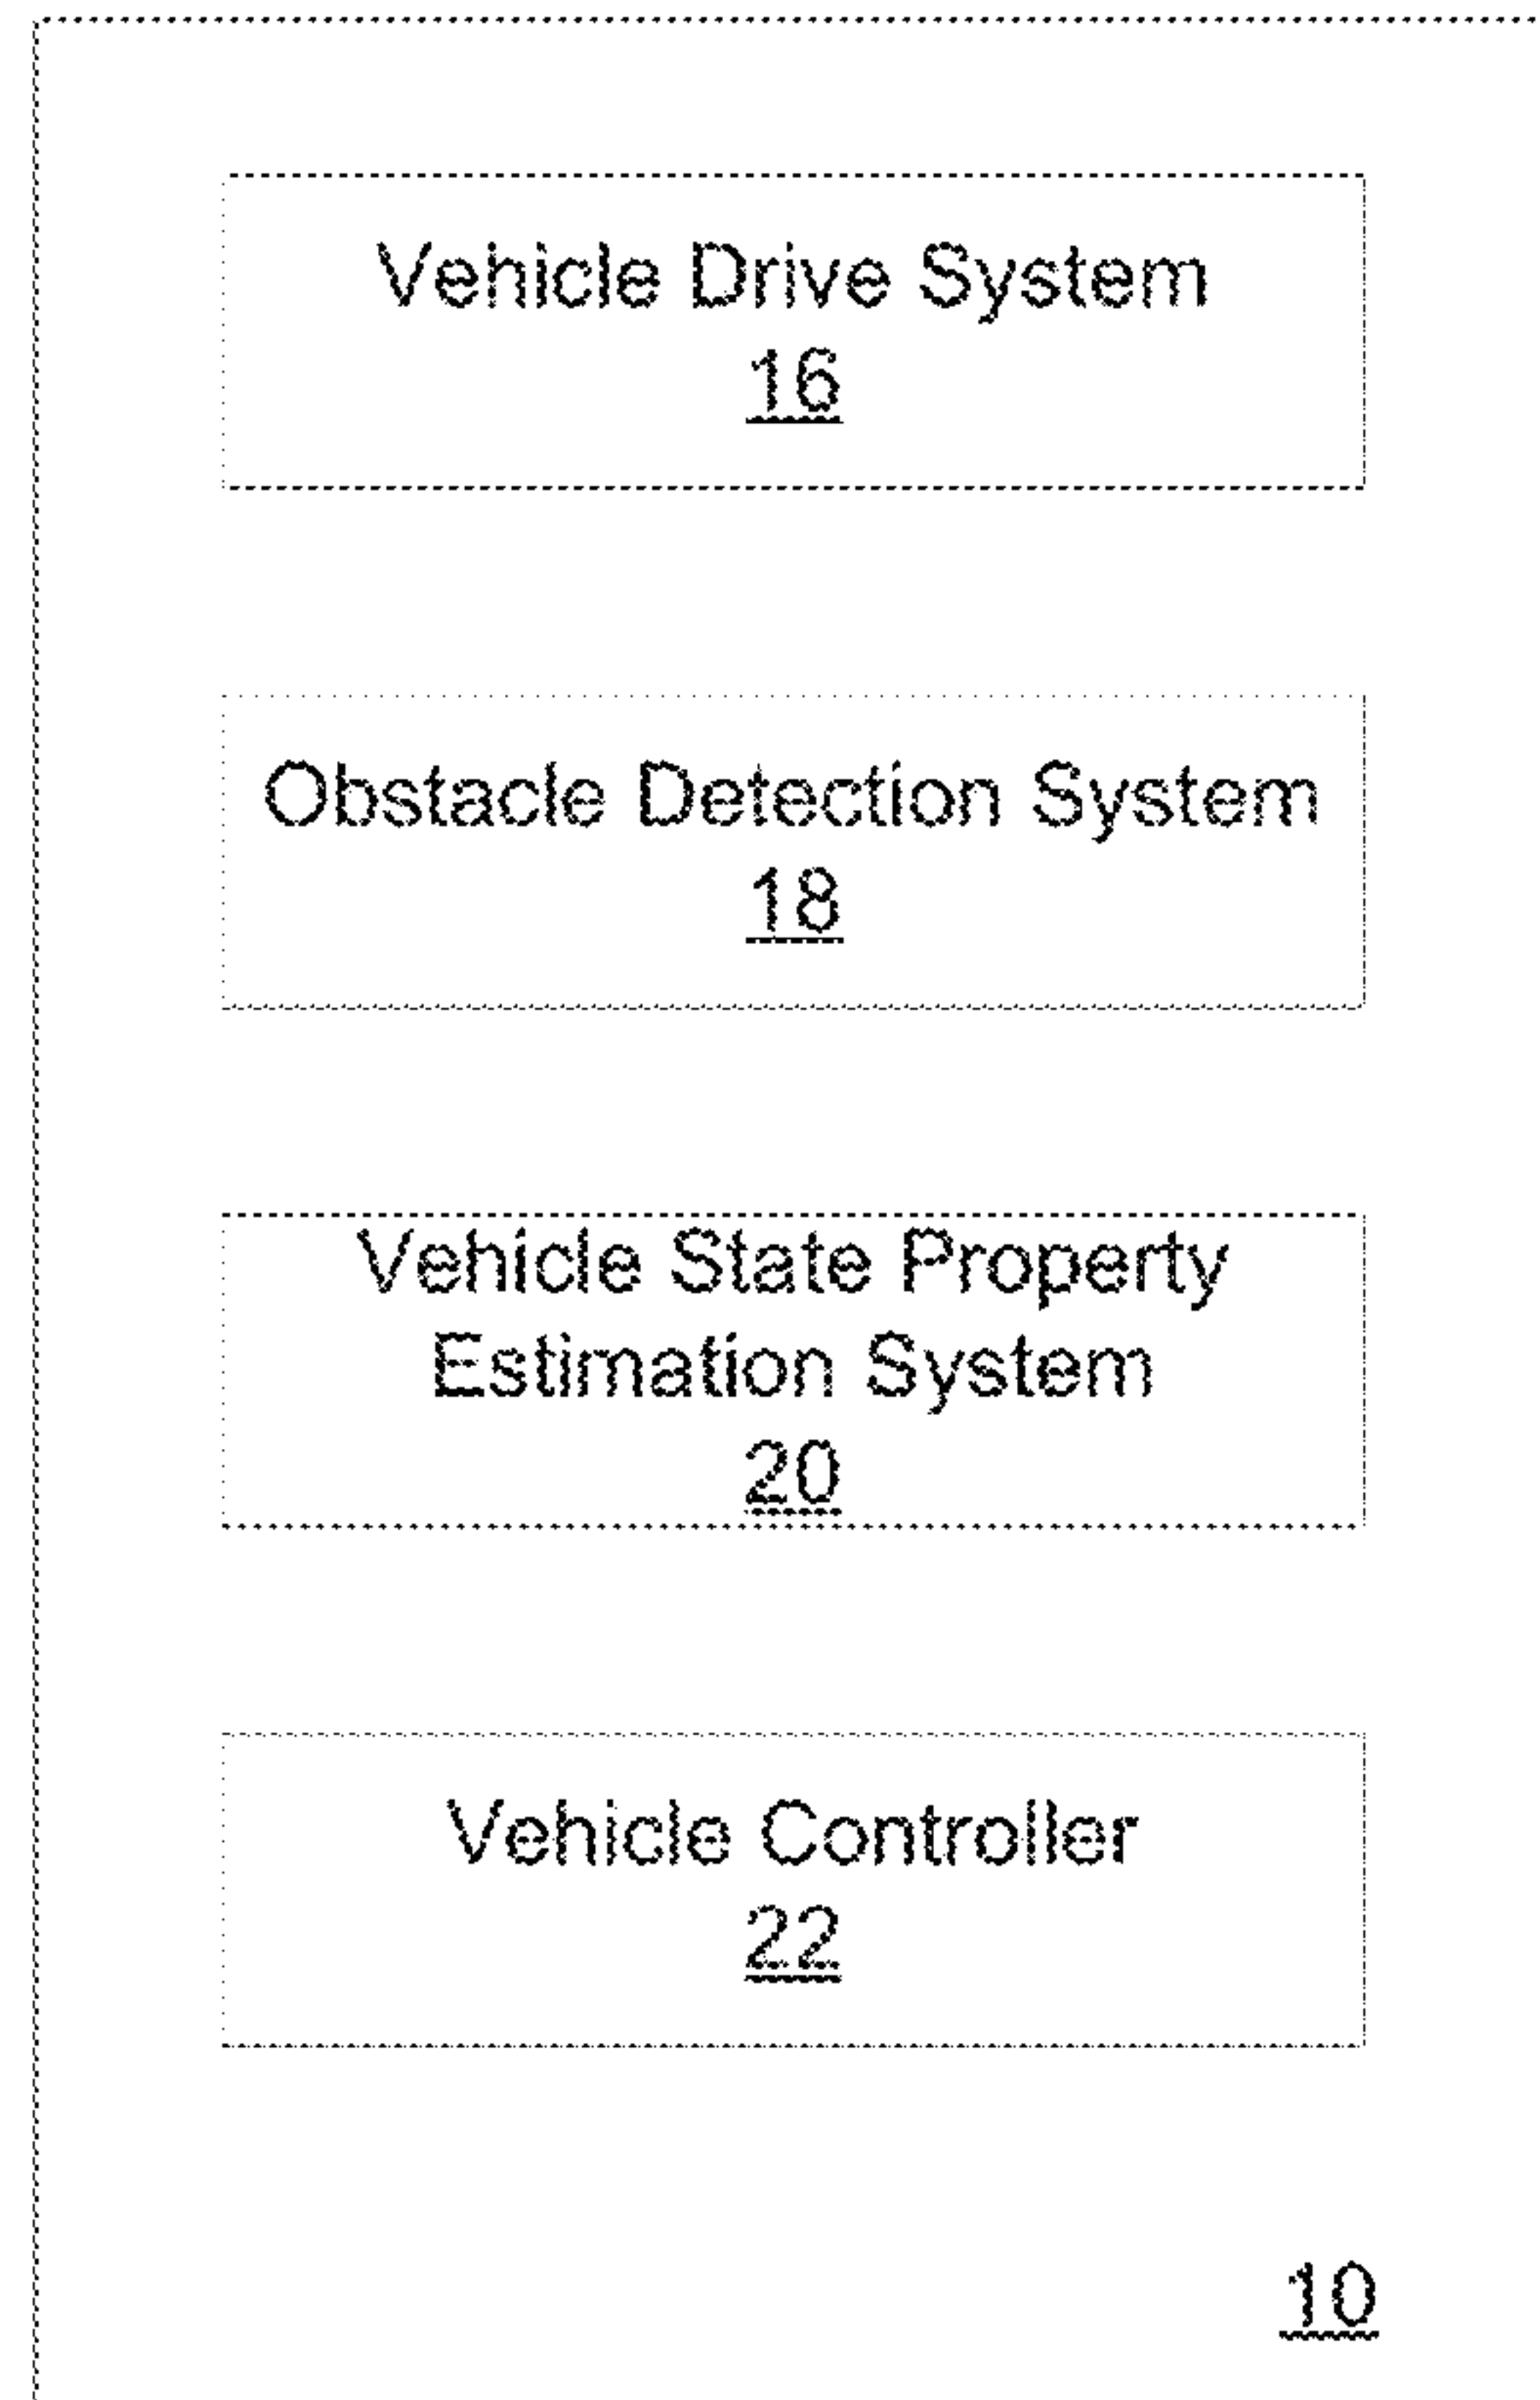 Vehicle Drive System
16
Obstacle Detection System
18
Vehicle State Property
Estimation System
20
Vehicle Controller
22
10